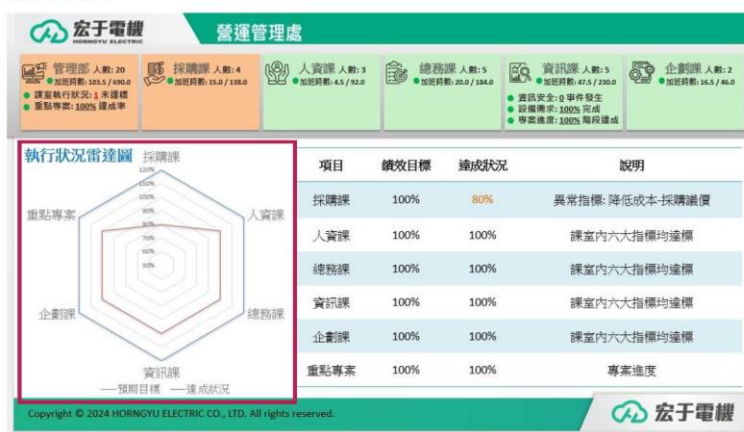 宏于電機
HORNGYU ELECTRIC
營運管理處
管理部 人數: 20
加班時數: 103.5 / 690.0
課室執行狀況: 1 未達標
重點專案: 100% 達成率
採購課 人數: 4
加班時數: 15.0 / 138.0
人資課 人數: 3
加班時數: 4.5 / 92.0
總務課 人數: 5
加班時數: 20.0 / 184.0
資訊課 人數: 5
加班時數: 47.5 / 230.0
資訊安全: 0 事件發生
設備需求: 100% 完成
專案進度: 100% 階段達成
企劃課 人數: 2
加班時數: 16.5 / 46.0
執行狀況雷達圖
採購課
120%
110%
100%
90%
80%
70%
60%
50%
人資課
總務課
資訊課
企劃課
重點專案
預期目標 達成狀況
項目 績效目標 達成狀況 說明
採購課 100% 80% 異常指標: 降低成本-採購議價
人資課 100% 100% 課室內六大指標均達標
總務課 100% 100% 課室內六大指標均達標
資訊課 100% 100% 課室內六大指標均達標
企劃課 100% 100% 課室內六大指標均達標
重點專案 100% 100% 專案進度
Copyright © 2024 HORNGYU ELECTRIC CO., LTD. All rights reserved.
宏于電機